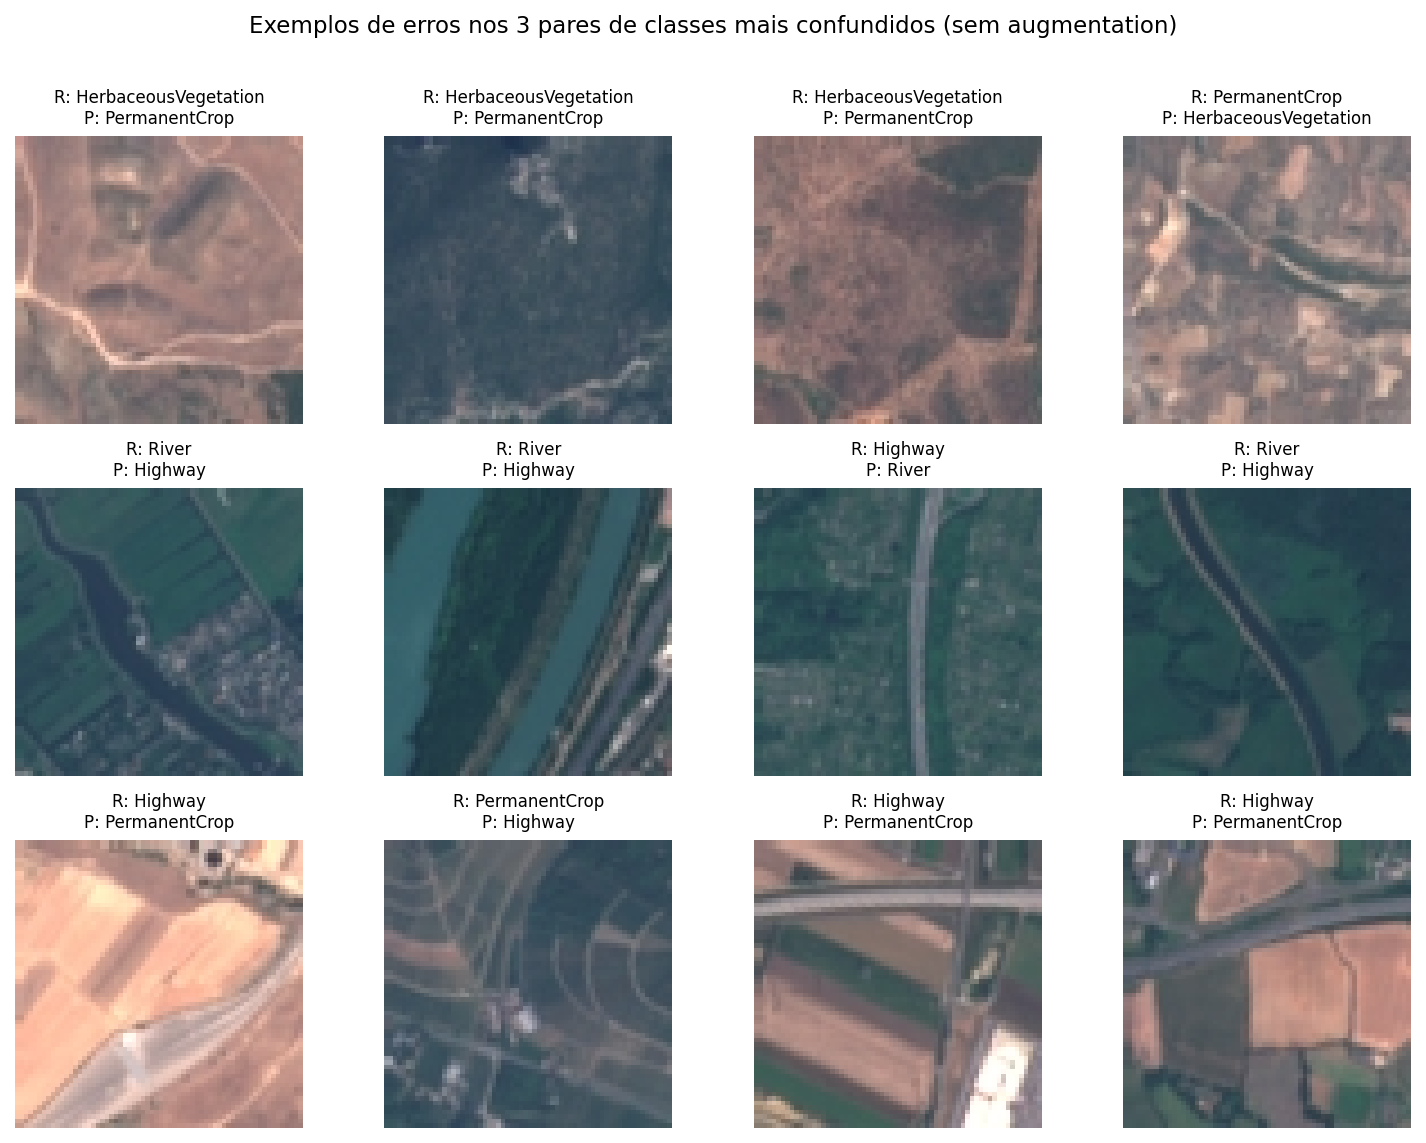 Exemplos de erros nos 3 pares de classes mais confundidos (sem augmentation)
R: HerbaceousVegetation
P: PermanentCrop
R: HerbaceousVegetation
P: PermanentCrop
R: HerbaceousVegetation
P: PermanentCrop
R: PermanentCrop
P: HerbaceousVegetation
R: River
P: Highway
R: River
P: Highway
R: Highway
P: River
R: River
P: Highway
R: Highway
P: PermanentCrop
R: PermanentCrop
P: Highway
R: Highway
P: PermanentCrop
R: Highway
P: PermanentCrop